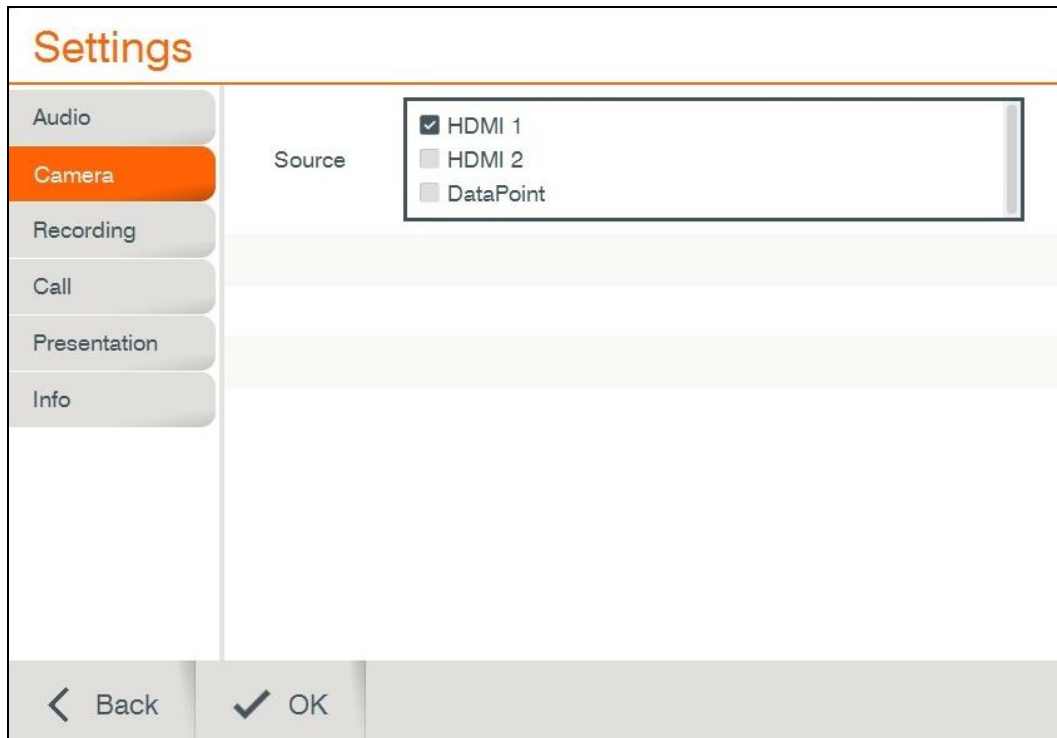 Settings
Audio
Camera
Recording
Call
Presentation
Info
Source
HDMI 1
HDMI 2
DataPoint
Back
OK